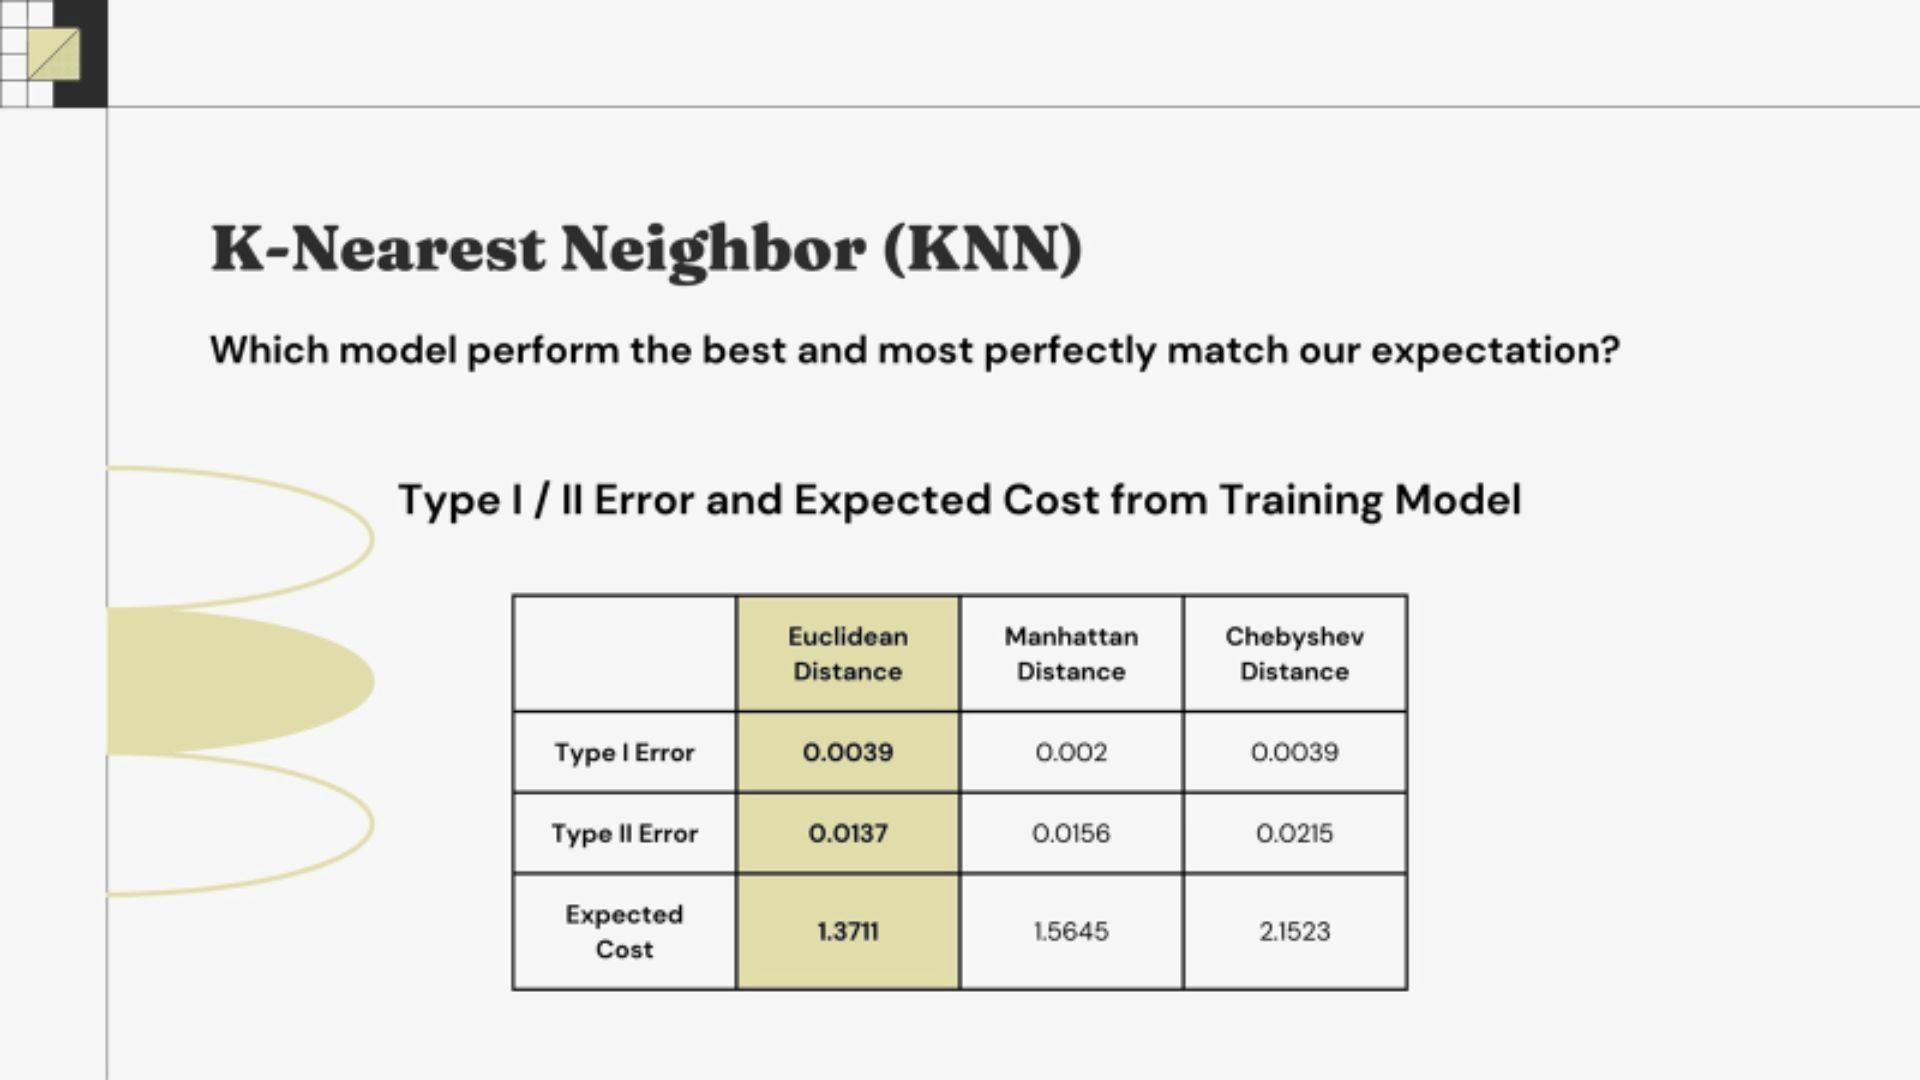 K-Nearest Neighbor (KNN)
Which model perform the best and most perfectly match our expectation?
Type I / II Error and Expected Cost from Training Model
Euclidean Distance Manhattan Distance Chebyshev Distance
Type I Error 0.0039 0.002 0.0039
Type II Error 0.0137 0.0156 0.0215
Expected Cost 1.3711 1.5645 2.1523